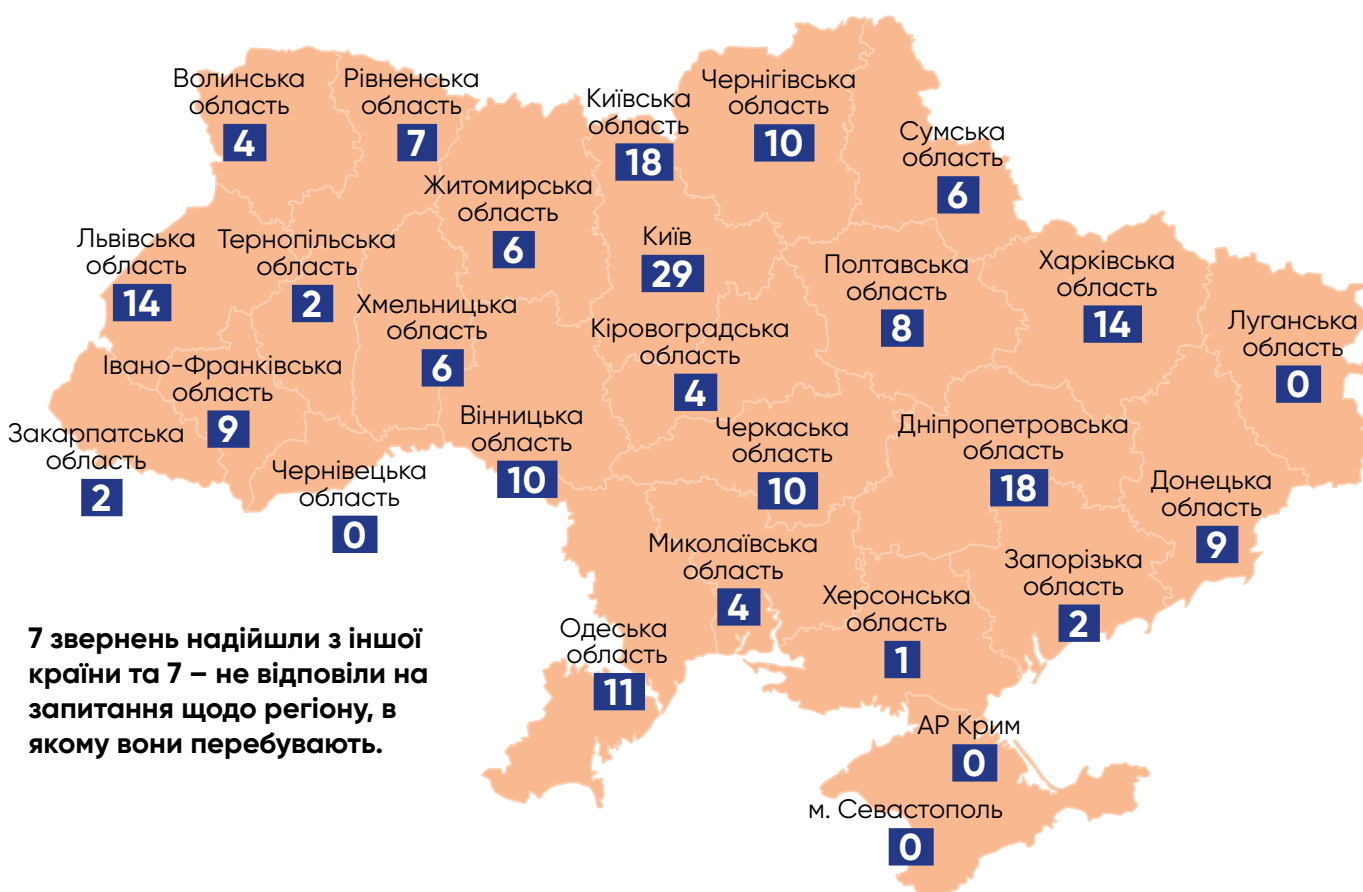 Волинська
область
4
Рівненська
область
7
Київська
область
18
Чернігівська
область
10
Сумська
область
6
Житомирська
область
6
Львівська
область
14
Тернопільська
область
2
Київ
29
Полтавська
область
8
Харківська
область
14
Хмельницька
область
6
Кіровоградська
область
4
Луганська
область
0
Івано-Франківська
область
9
Закарпатська
область
2
Чернівецька
область
0
Вінницька
область
10
Черкаська
область
10
Дніпропетровська
область
18
Донецька
область
9
Миколаївська
область
4
Херсонська
область
1
Запорізька
область
2
Одеська
область
11
7 звернень надійшли з іншої
країни та 7 – не відповіли на
запитання щодо регіону, в
якому вони перебувають.
АР Крим
0
м. Севастополь
0